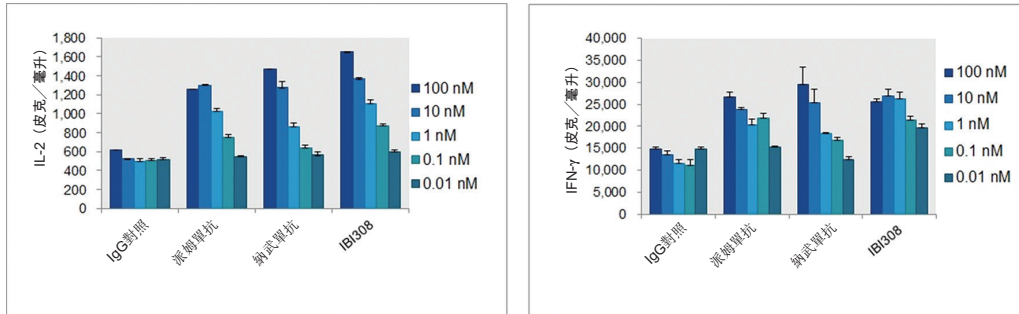 1,800
1,600
1,400
1,200
1,000
800
600
400
200
0
IL-2（皮克／毫升）
IgG對照
派姆單抗
納武單抗
IBI308
100 nM
10 nM
1 nM
0.1 nM
0.01 nM
40,000
35,000
30,000
25,000
20,000
15,000
10,000
5,000
0
IFN-γ（皮克／毫升）
IgG對照
派姆單抗
納武單抗
IBI308
100 nM
10 nM
1 nM
0.1 nM
0.01 nM